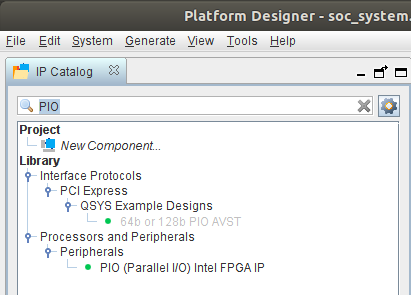 Platform Designer - soc_system.
File Edit System Generate View Tools Help
IP Catalog
PIO
Project
New Component...
Library
Interface Protocols
PCI Express
QSYS Example Designs
64b or 128b PIO AVST
Processors and Peripherals
Peripherals
PIO (Parallel I/O) Intel FPGA IP